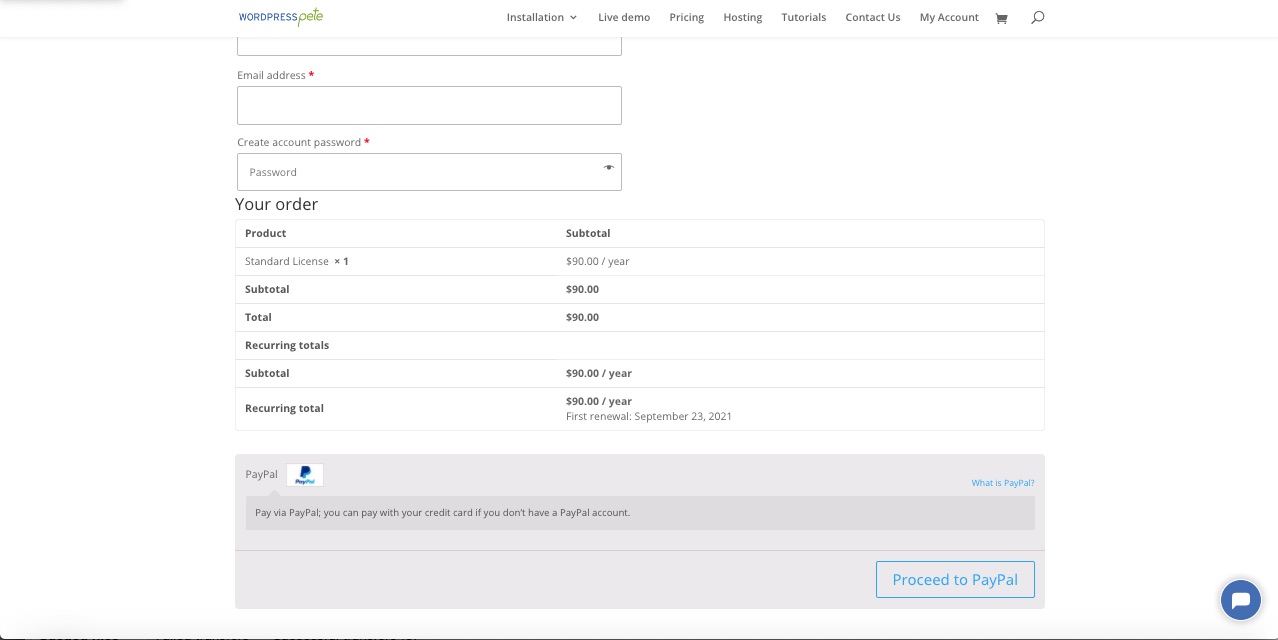 WORDPRESSpete Installation Live demo Pricing Hosting Tutorials Contact Us My Account
Email address *
Create account password *
Password
Your order
Product Subtotal
Standard License × 1 $90.00 / year
Subtotal $90.00
Total $90.00
Recurring totals
Subtotal $90.00 / year
Recurring total $90.00 / year
First renewal: September 23, 2021
PayPal PayPal
What is PayPal?
Pay via PayPal; you can pay with your credit card if you don’t have a PayPal account.
Proceed to PayPal